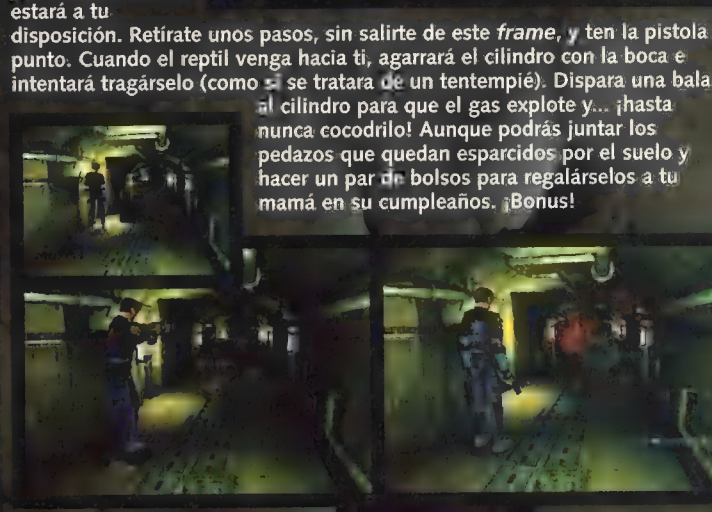 estará a tu
disposición. Retírate unos pasos, sin salirte de este frame, y ten la pistola
punto. Cuando el reptil venga hacia ti, agarrará el cilindro con la boca e
intentará tragárselo (como si se tratara de un tentempié). Dispara una bala
al cilindro para que el gas explote y... ¡hasta
nunca cocodrilo! Aunque podrás juntar los
pedazos que quedan esparcidos por el suelo y
hacer un par de bolsos para regalárselos a tu
mamá en su cumpleaños. ¡Bonus!